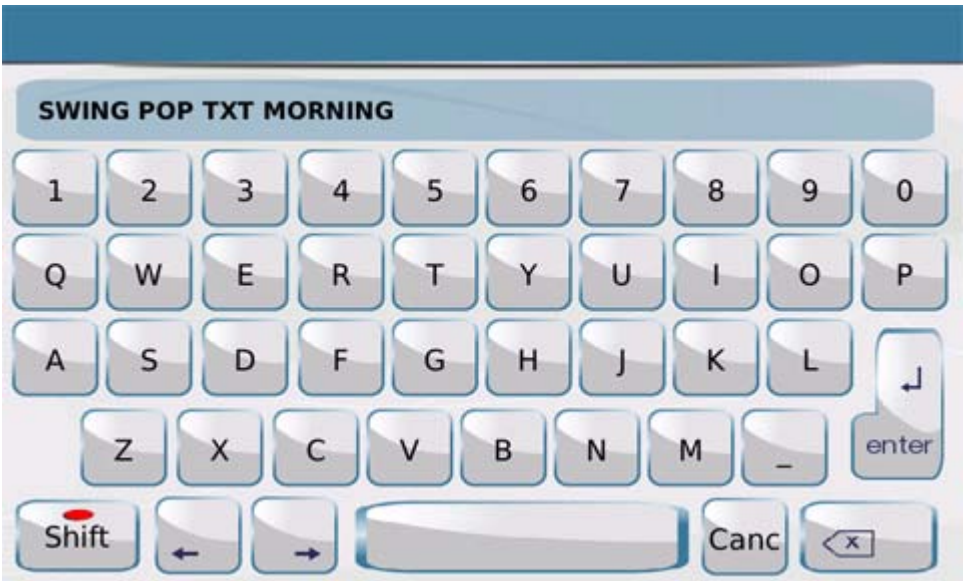 SWING POP TXT MORNING
1 2 3 4 5 6 7 8 9 0
Q W E R T Y U I O P
A S D F G H J K L
enter
Z X C V B N M _
Shift Canc x